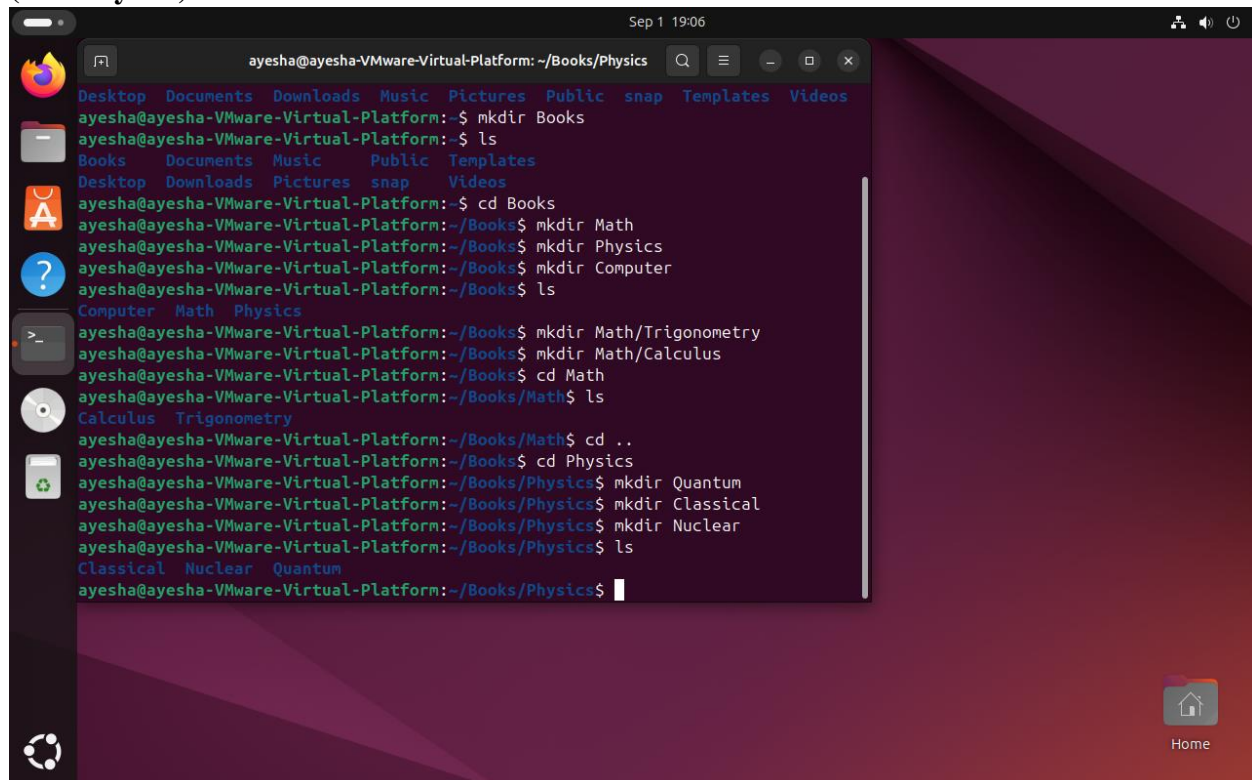 Sep 1 19:06
ayesha@ayesha-VMware-Virtual-Platform: ~/Books/Physics
Desktop Documents Downloads Music Pictures Public snap Templates Videos
ayesha@ayesha-VMware-Virtual-Platform:~$ mkdir Books
ayesha@ayesha-VMware-Virtual-Platform:~$ ls
Books Documents Music Public Templates
Desktop Downloads Pictures snap Videos
ayesha@ayesha-VMware-Virtual-Platform:~$ cd Books
ayesha@ayesha-VMware-Virtual-Platform:~/Books$ mkdir Math
ayesha@ayesha-VMware-Virtual-Platform:~/Books$ mkdir Physics
ayesha@ayesha-VMware-Virtual-Platform:~/Books$ mkdir Computer
ayesha@ayesha-VMware-Virtual-Platform:~/Books$ ls
Computer Math Physics
ayesha@ayesha-VMware-Virtual-Platform:~/Books$ mkdir Math/Trigonometry
ayesha@ayesha-VMware-Virtual-Platform:~/Books$ mkdir Math/Calculus
ayesha@ayesha-VMware-Virtual-Platform:~/Books$ cd Math
ayesha@ayesha-VMware-Virtual-Platform:~/Books/Math$ ls
Calculus Trigonometry
ayesha@ayesha-VMware-Virtual-Platform:~/Books/Math$ cd ..
ayesha@ayesha-VMware-Virtual-Platform:~/Books$ cd Physics
ayesha@ayesha-VMware-Virtual-Platform:~/Books/Physics$ mkdir Quantum
ayesha@ayesha-VMware-Virtual-Platform:~/Books/Physics$ mkdir Classical
ayesha@ayesha-VMware-Virtual-Platform:~/Books/Physics$ mkdir Nuclear
ayesha@ayesha-VMware-Virtual-Platform:~/Books/Physics$ ls
Classical Nuclear Quantum
ayesha@ayesha-VMware-Virtual-Platform:~/Books/Physics$
Home